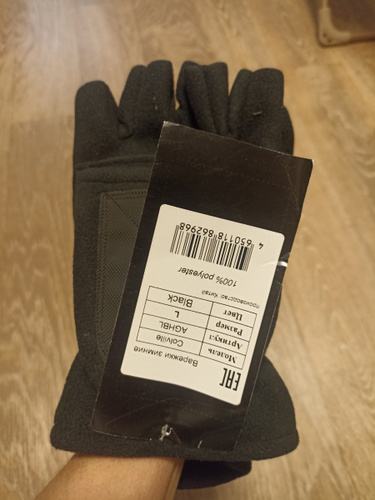 EAC
Варежки зимние
Модель Colville
Артикул AGHBL
Размер L
Цвет Black
Производство: Китай
100% polyester
4 650118 862968